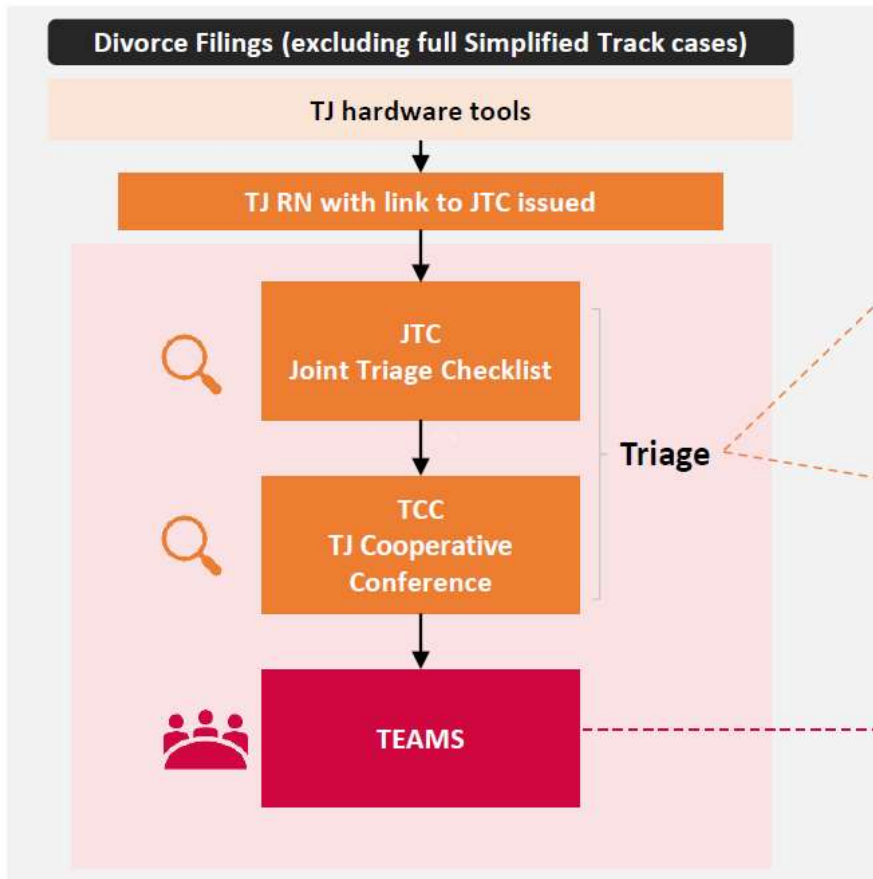 Divorce Filings (excluding full Simplified Track cases)
TJ hardware tools
TJ RN with link to JTC issued
JTC
Joint Triage Checklist
Triage
TCC
TJ Cooperative
Conference
TEAMS